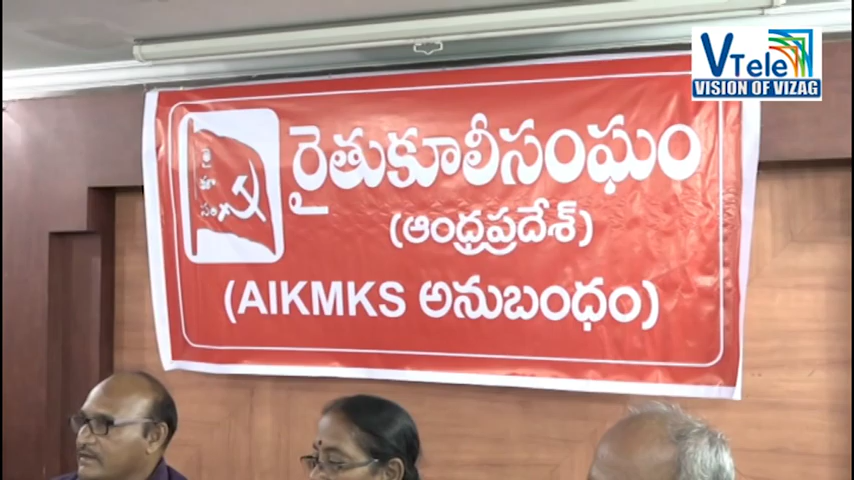 VTele
VISION OF VIZAG
రైతుకూలీసంఘం
(ఆంధ్రప్రదేశ్)
(AIKMKS అనుబంధం)
రై
కూ
సం